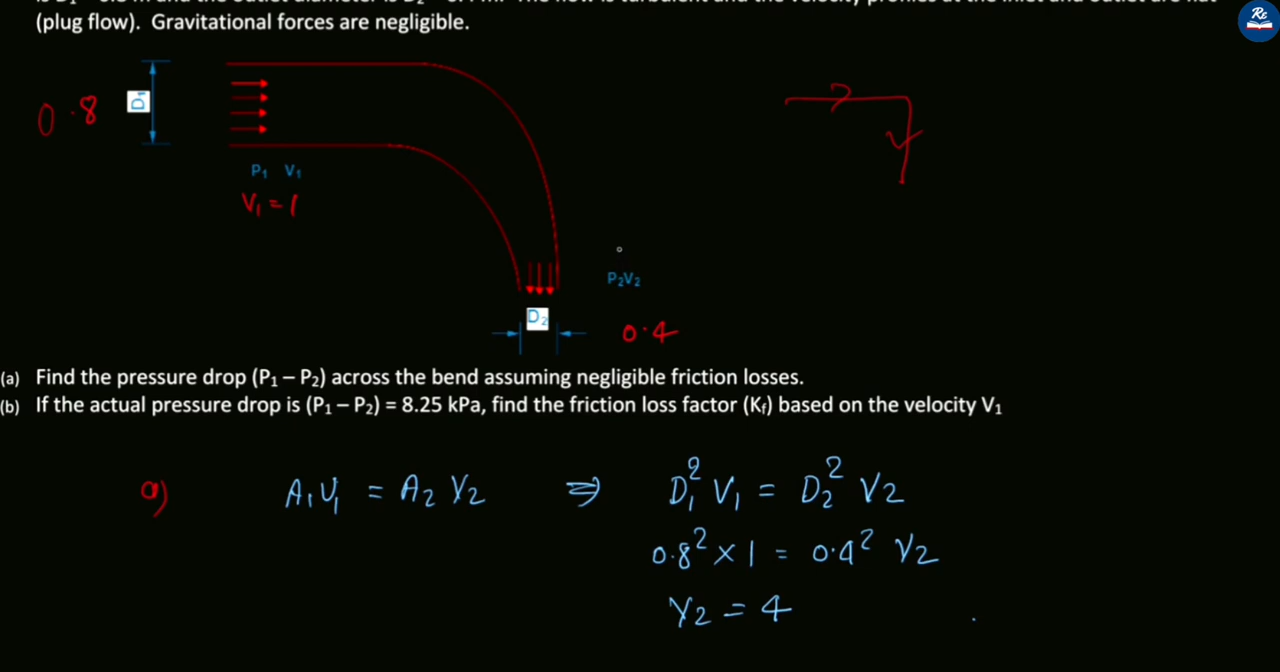 (plug flow). Gravitational forces are negligible.
Re
0.8
D₁
P₁ V₁
V₁ = 1
P₂V₂
D₂
0.4
(a) Find the pressure drop (P₁ – P₂) across the bend assuming negligible friction losses.
(b) If the actual pressure drop is (P₁ – P₂) = 8.25 kPa, find the friction loss factor (Kf) based on the velocity V₁
a) A₁V₁ = A₂ V₂ ⇒ D₁² V₁ = D₂² V₂
0.8² × 1 = 0.4² V₂
V₂ = 4